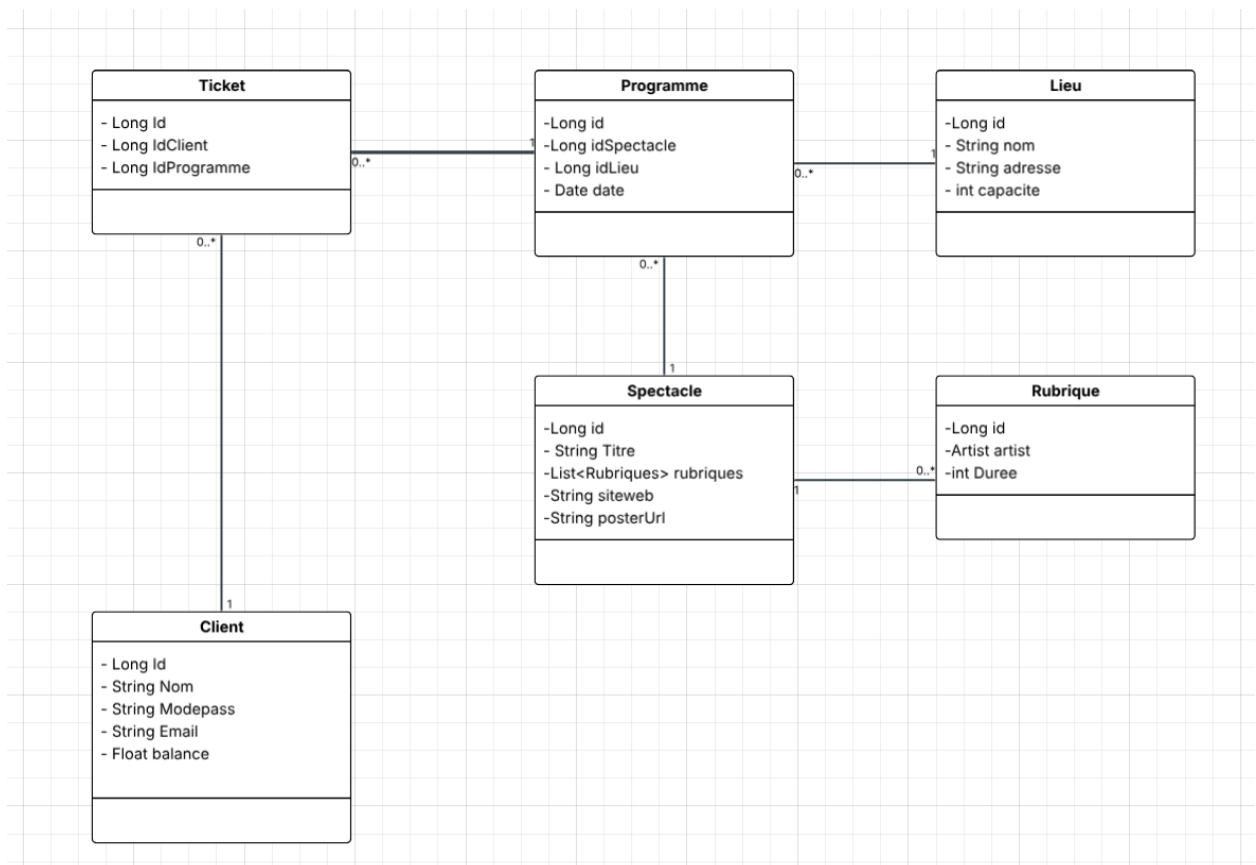 Ticket
- Long Id
- Long IdClient
- Long IdProgramme
0..*
1
0..*
Programme
-Long id
-Long idSpectacle
- Long idLieu
- Date date
0..*
1
0..*
Lieu
-Long id
- String nom
- String adresse
- int capacite
1
Spectacle
-Long id
- String Titre
-List<Rubriques> rubriques
-String siteweb
-String posterUrl
1
0..*
Rubrique
-Long id
-Artist artist
-int Duree
1
Client
- Long Id
- String Nom
- String Modepass
- String Email
- Float balance